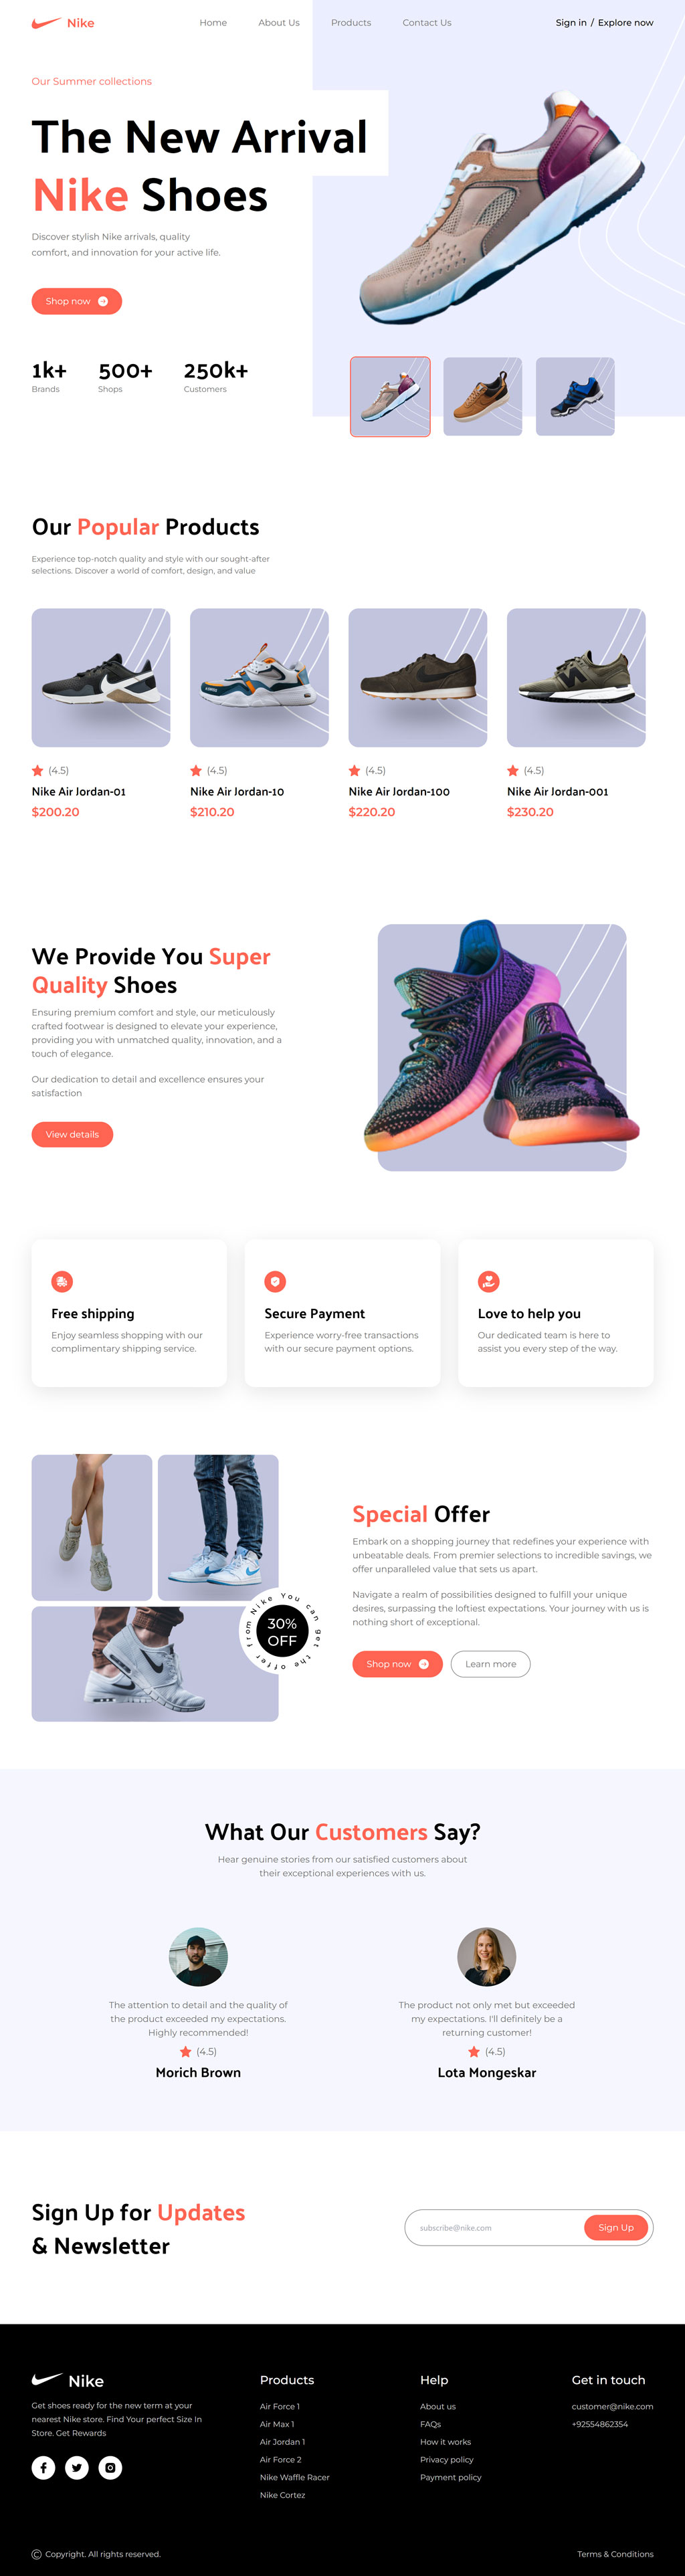 Nike
Home
About Us
Products
Contact Us
Sign in / Explore now
Our Summer collections
The New Arrival
Nike Shoes
Discover stylish Nike arrivals, quality
comfort, and innovation for your active life.
Shop now
1k+
Brands
500+
Shops
250k+
Customers
Our Popular Products
Experience top-notch quality and style with our sought-after
selections. Discover a world of comfort, design, and value
(4.5)
Nike Air Jordan-01
$200.20
(4.5)
Nike Air Jordan-10
$210.20
(4.5)
Nike Air Jordan-100
$220.20
(4.5)
Nike Air Jordan-001
$230.20
We Provide You Super
Quality Shoes
Ensuring premium comfort and style, our meticulously
crafted footwear is designed to elevate your experience,
providing you with unmatched quality, innovation, and a
touch of elegance.
Our dedication to detail and excellence ensures your
satisfaction
View details
Free shipping
Enjoy seamless shopping with our
complimentary shipping service.
Secure Payment
Experience worry-free transactions
with our secure payment options.
Love to help you
Our dedicated team is here to
assist you every step of the way.
You can get the offer from Nike
30%
OFF
Special Offer
Embark on a shopping journey that redefines your experience with
unbeatable deals. From premier selections to incredible savings, we
offer unparalleled value that sets us apart.
Navigate a realm of possibilities designed to fulfill your unique
desires, surpassing the loftiest expectations. Your journey with us is
nothing short of exceptional.
Shop now
Learn more
What Our Customers Say?
Hear genuine stories from our satisfied customers about
their exceptional experiences with us.
The attention to detail and the quality of
the product exceeded my expectations.
Highly recommended!
(4.5)
Morich Brown
The product not only met but exceeded
my expectations. I'll definitely be a
returning customer!
(4.5)
Lota Mongeskar
Sign Up for Updates
& Newsletter
subscribe@nike.com
Sign Up
Nike
Get shoes ready for the new term at your
nearest Nike store. Find Your perfect Size In
Store. Get Rewards
Products
Air Force 1
Air Max 1
Air Jordan 1
Air Force 2
Nike Waffle Racer
Nike Cortez
Help
About us
FAQs
How it works
Privacy policy
Payment policy
Get in touch
customer@nike.com
+92554862354
© Copyright. All rights reserved.
Terms & Conditions